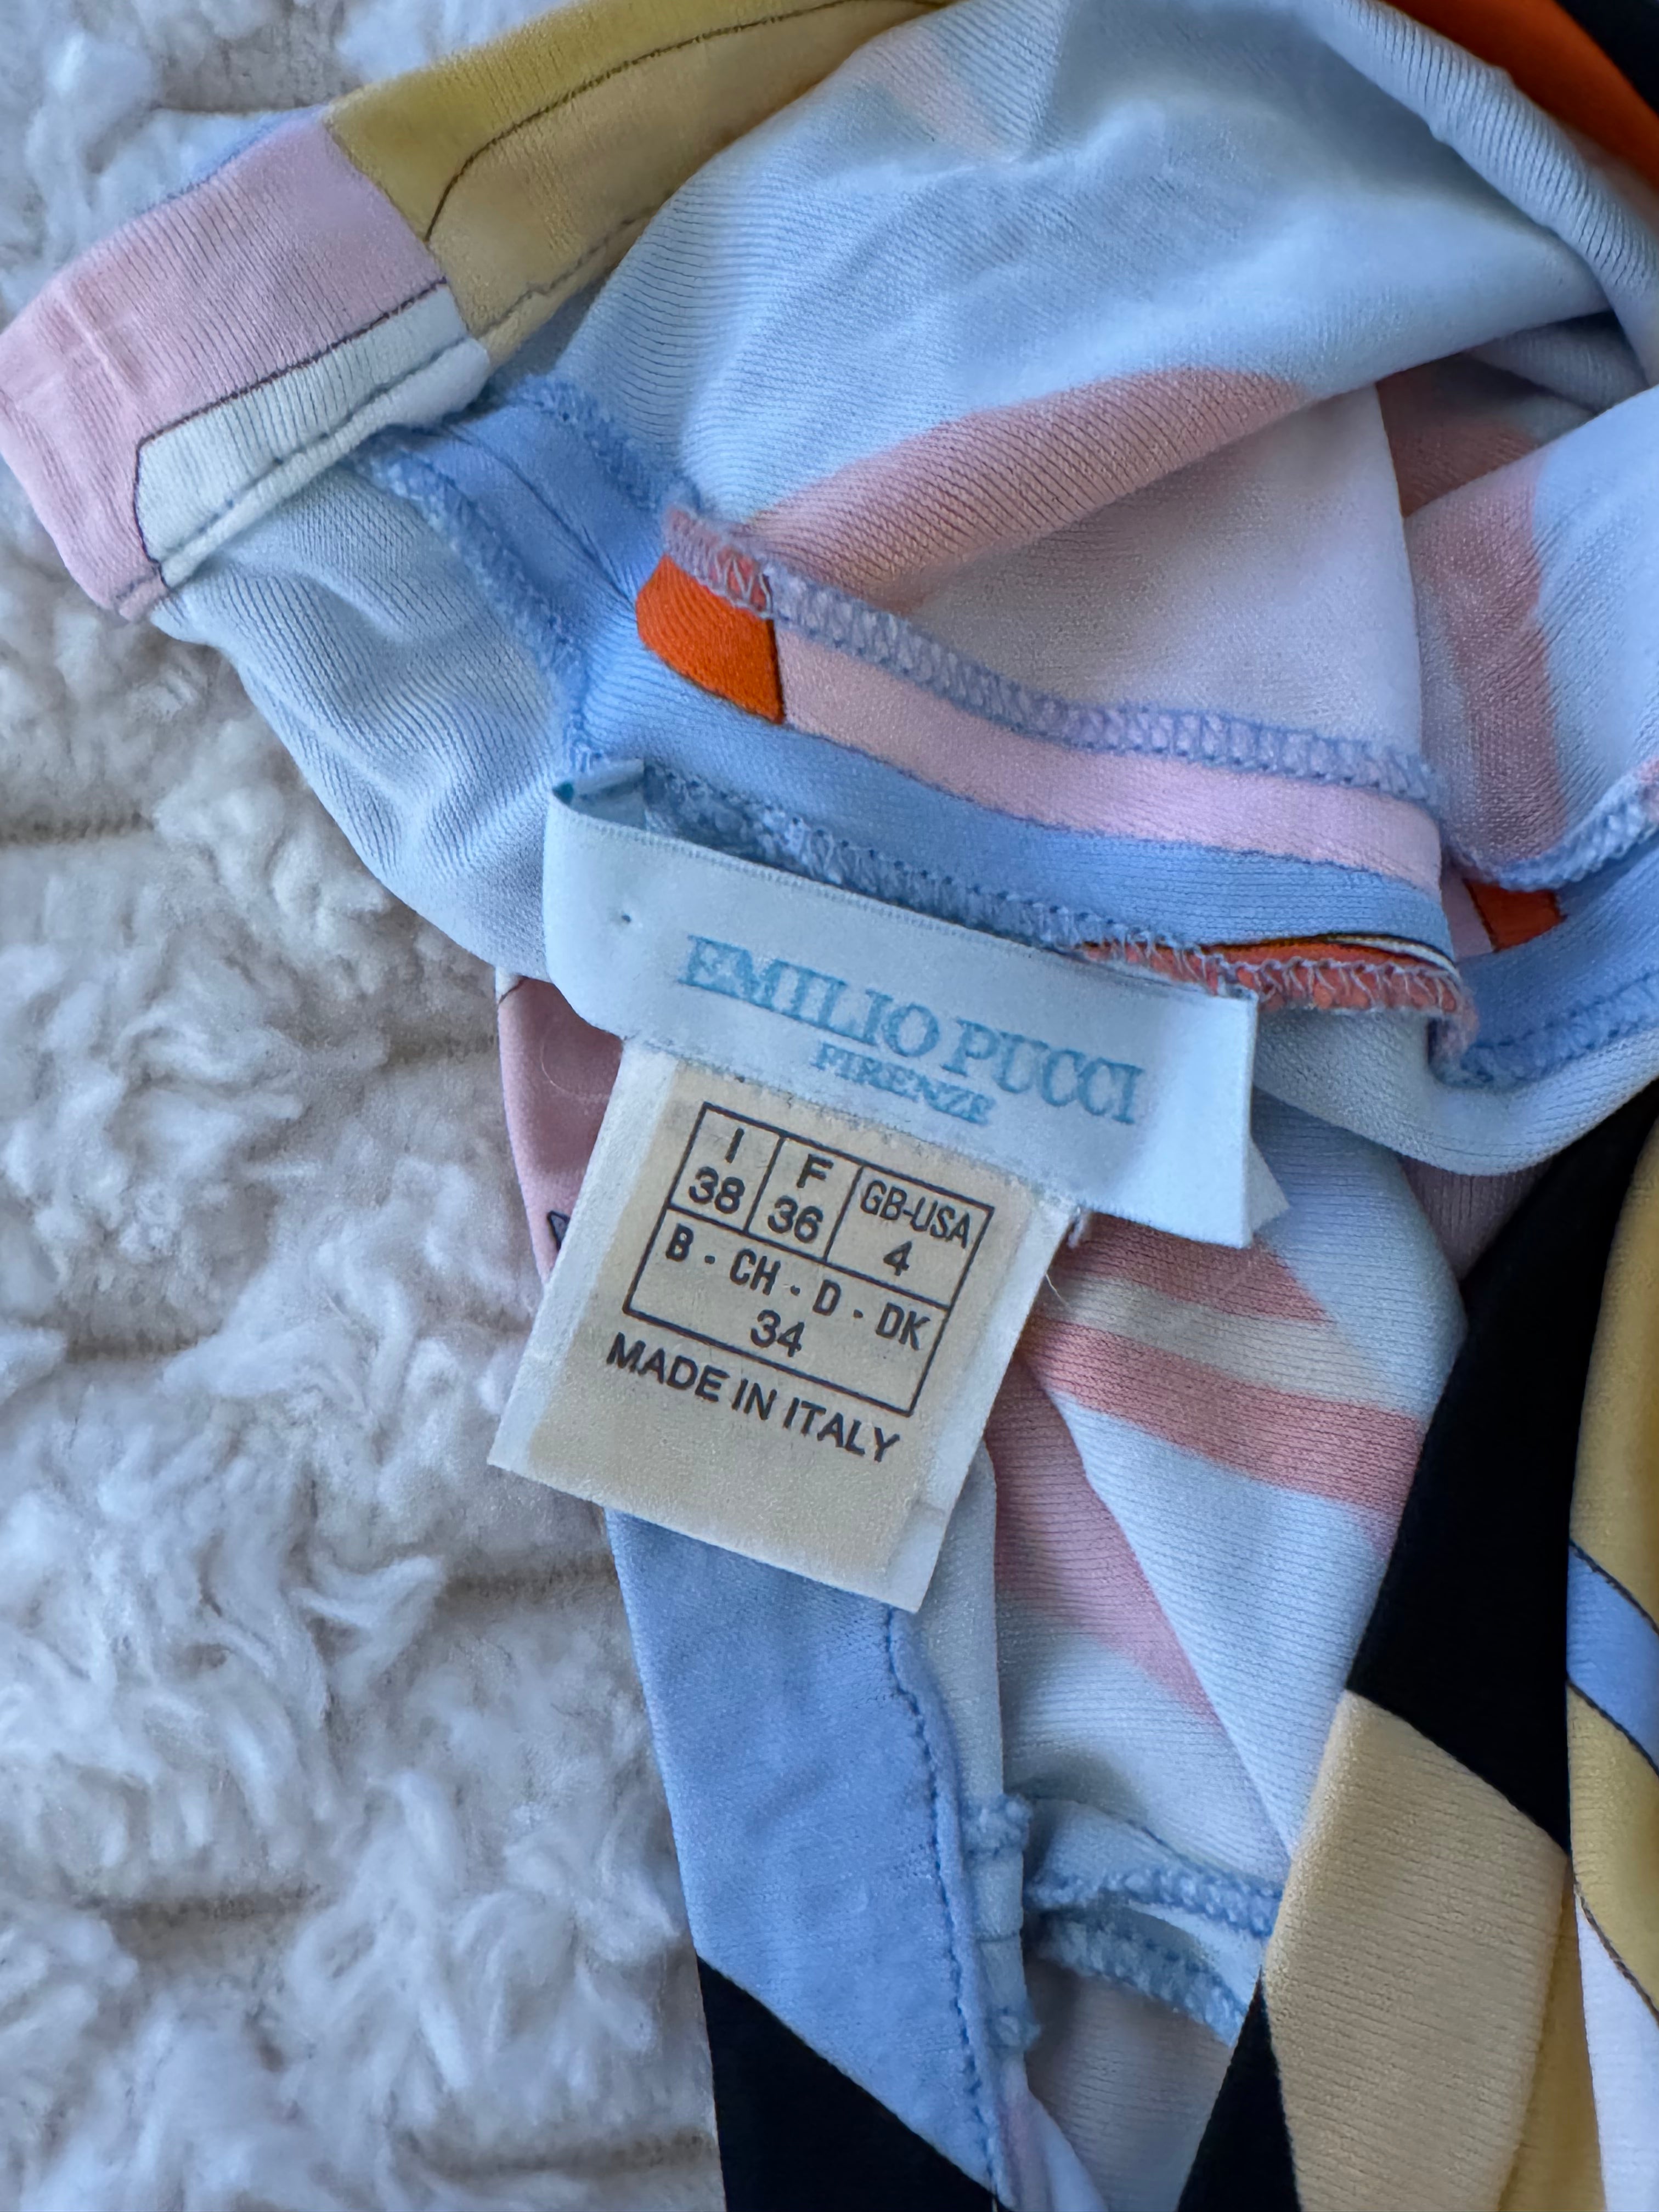 EMILIO PUCCI
FIRENZE
I F GB-USA
38 36 4
B - CH - D - DK
34
MADE IN ITALY